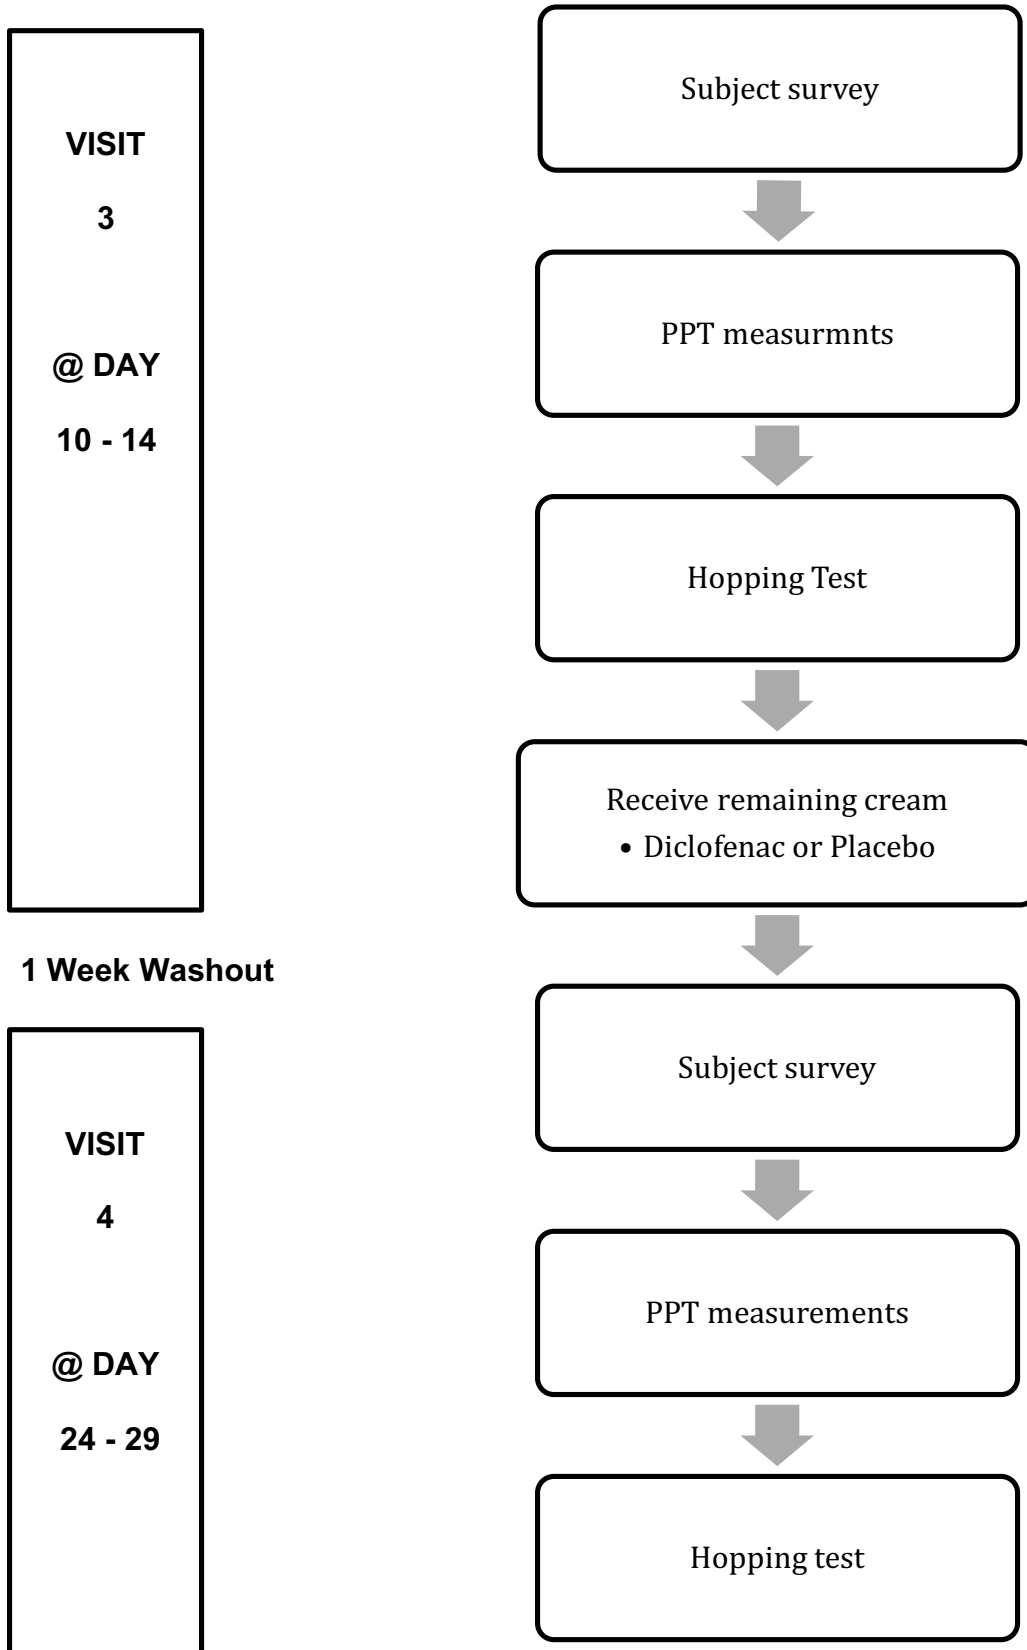 VISIT
3
@ DAY
10 - 14
Subject survey
PPT measurmnts
Hopping Test
Receive remaining cream
• Diclofenac or Placebo
1 Week Washout
VISIT
4
@ DAY
24 - 29
Subject survey
PPT measurements
Hopping test